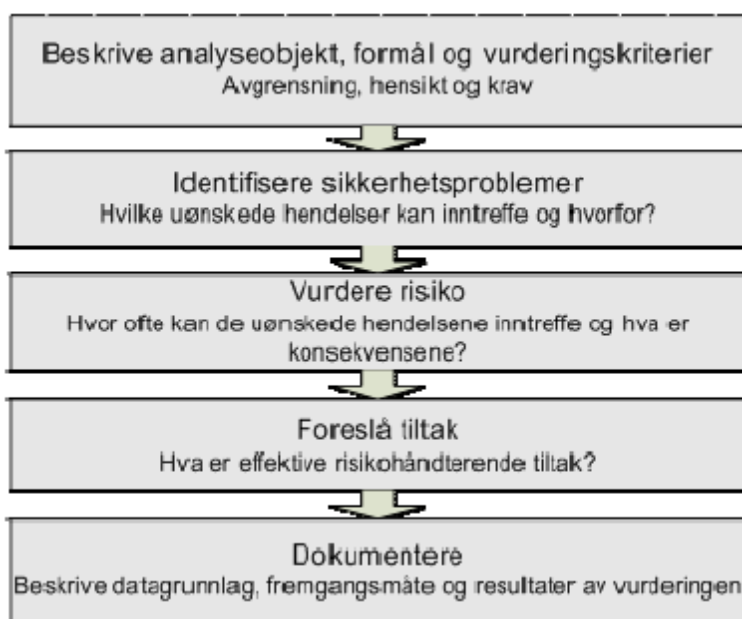 Beskrive analyseobjekt, formål og vurderingskriterier
Avgrensning, hensikt og krav
Identifisere sikkerhetsproblemer
Hvilke uønskede hendelser kan inntreffe og hvorfor?
Vurdere risiko
Hvor ofte kan de uønskede hendelsene inntreffe og hva er
konsekvensene?
Foreslå tiltak
Hva er effektive risikohåndterende tiltak?
Dokumentere
Beskrive datagrunnlag, fremgangsmåte og resultater av vurderingen